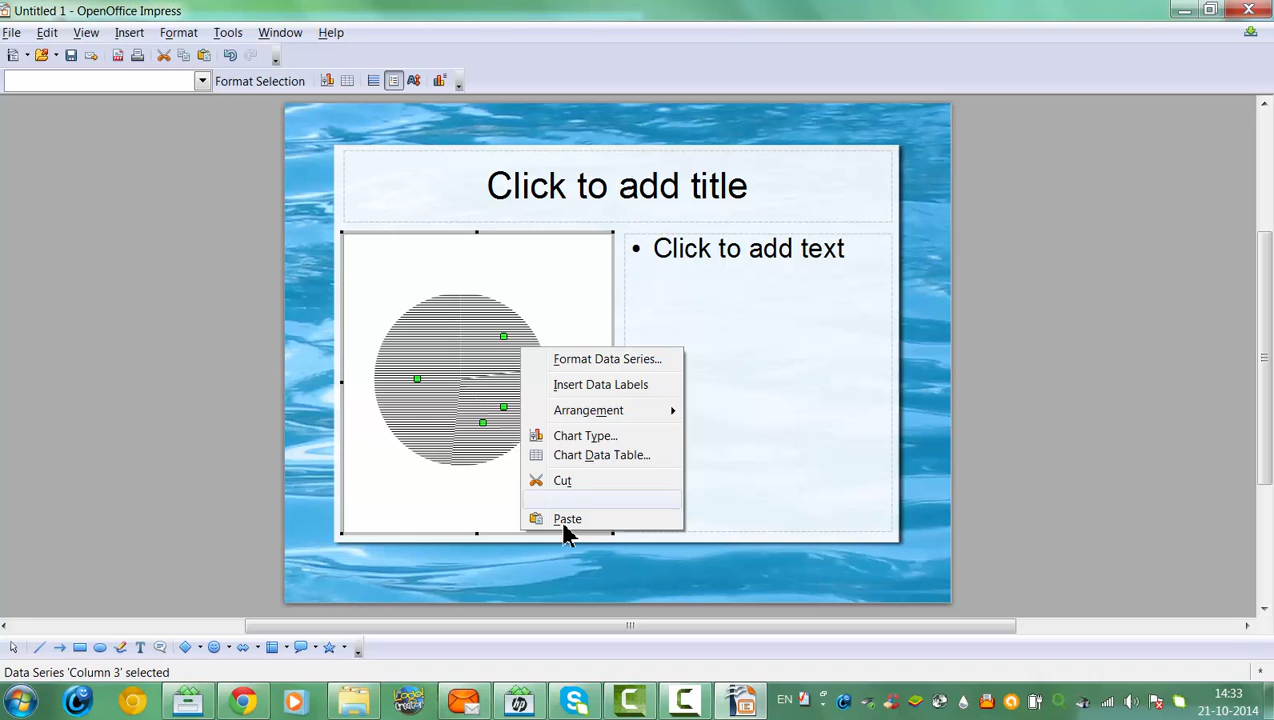 Untitled 1 - OpenOffice Impress
File Edit View Insert Format Tools Window Help
Format Selection
Click to add title
• Click to add text
Format Data Series...
Insert Data Labels
Arrangement
Chart Type...
Chart Data Table...
Cut
Paste
Data Series 'Column 3' selected
EN
14:33
21-10-2014